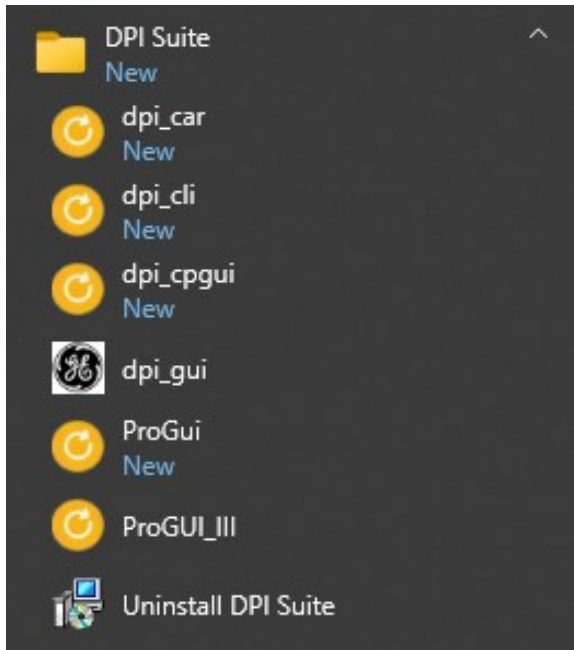 DPI Suite
New
dpi_car
New
dpi_cli
New
dpi_cpgui
New
dpi_gui
ProGui
New
ProGUI_III
Uninstall DPI Suite